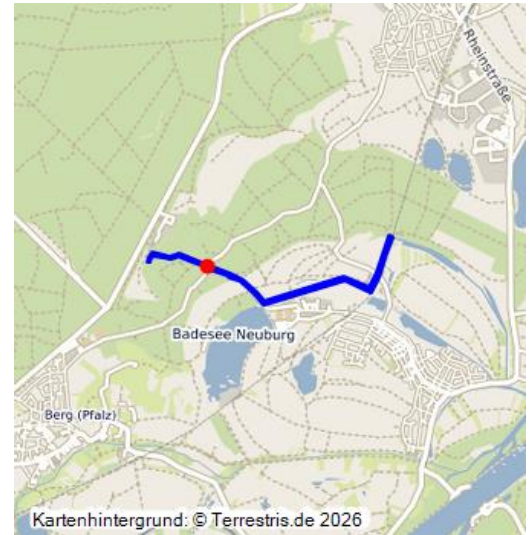 Rheinstraße
Badesee Neuburg
Berg (Pfalz)
Kartenhintergrund: © Terrestris.de 2026